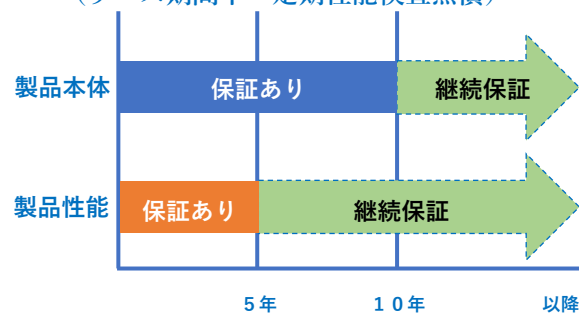 製品本体
保証あり
継続保証
製品性能
保証あり
継続保証
5年
10年
以降